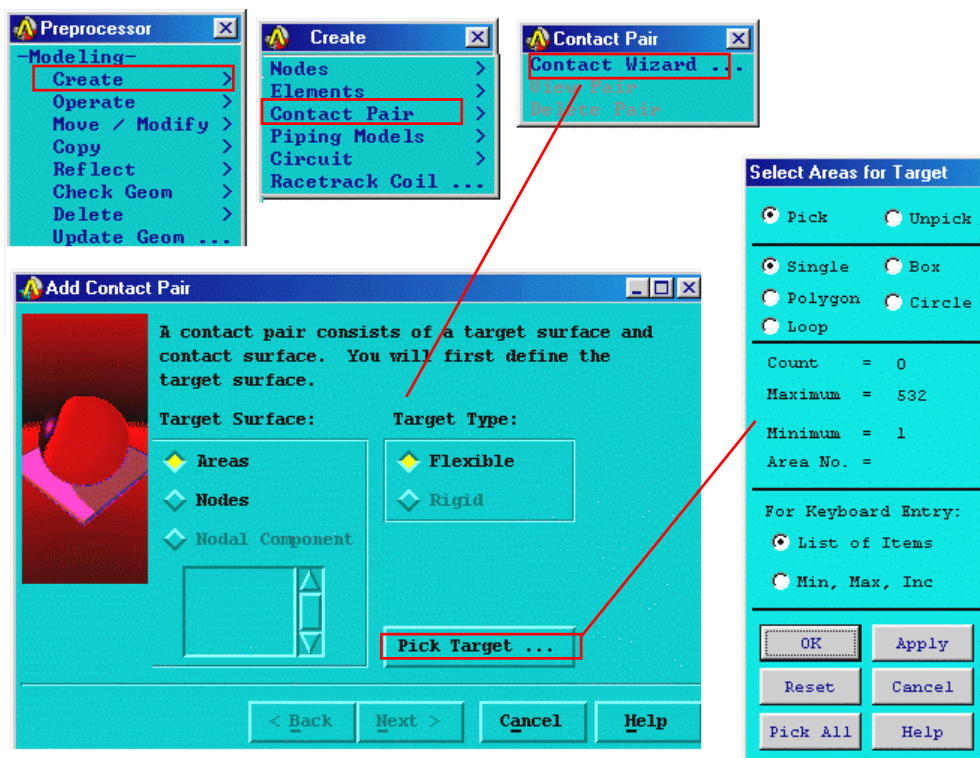 Preprocessor
-Modeling-
Create >
Operate >
Move / Modify >
Copy >
Reflect >
Check Geom >
Delete >
Update Geom ...
Create
Nodes >
Elements >
Contact Pair >
Piping Models >
Circuit >
Racetrack Coil ...
Contact Pair
Contact Wizard ...
View Pair
Delete Pair
Add Contact Pair
A contact pair consists of a target surface and
contact surface. You will first define the
target surface.
Target Surface: Target Type:
Areas Flexible
Nodes Rigid
Nodal Component
Pick Target ...
< Back Next > Cancel Help
Select Areas for Target
Pick Unpick
Single Box
Polygon Circle
Loop
Count = 0
Maximum = 532
Minimum = 1
Area No. =
For Keyboard Entry:
List of Items
Min, Max, Inc
OK Apply
Reset Cancel
Pick All Help